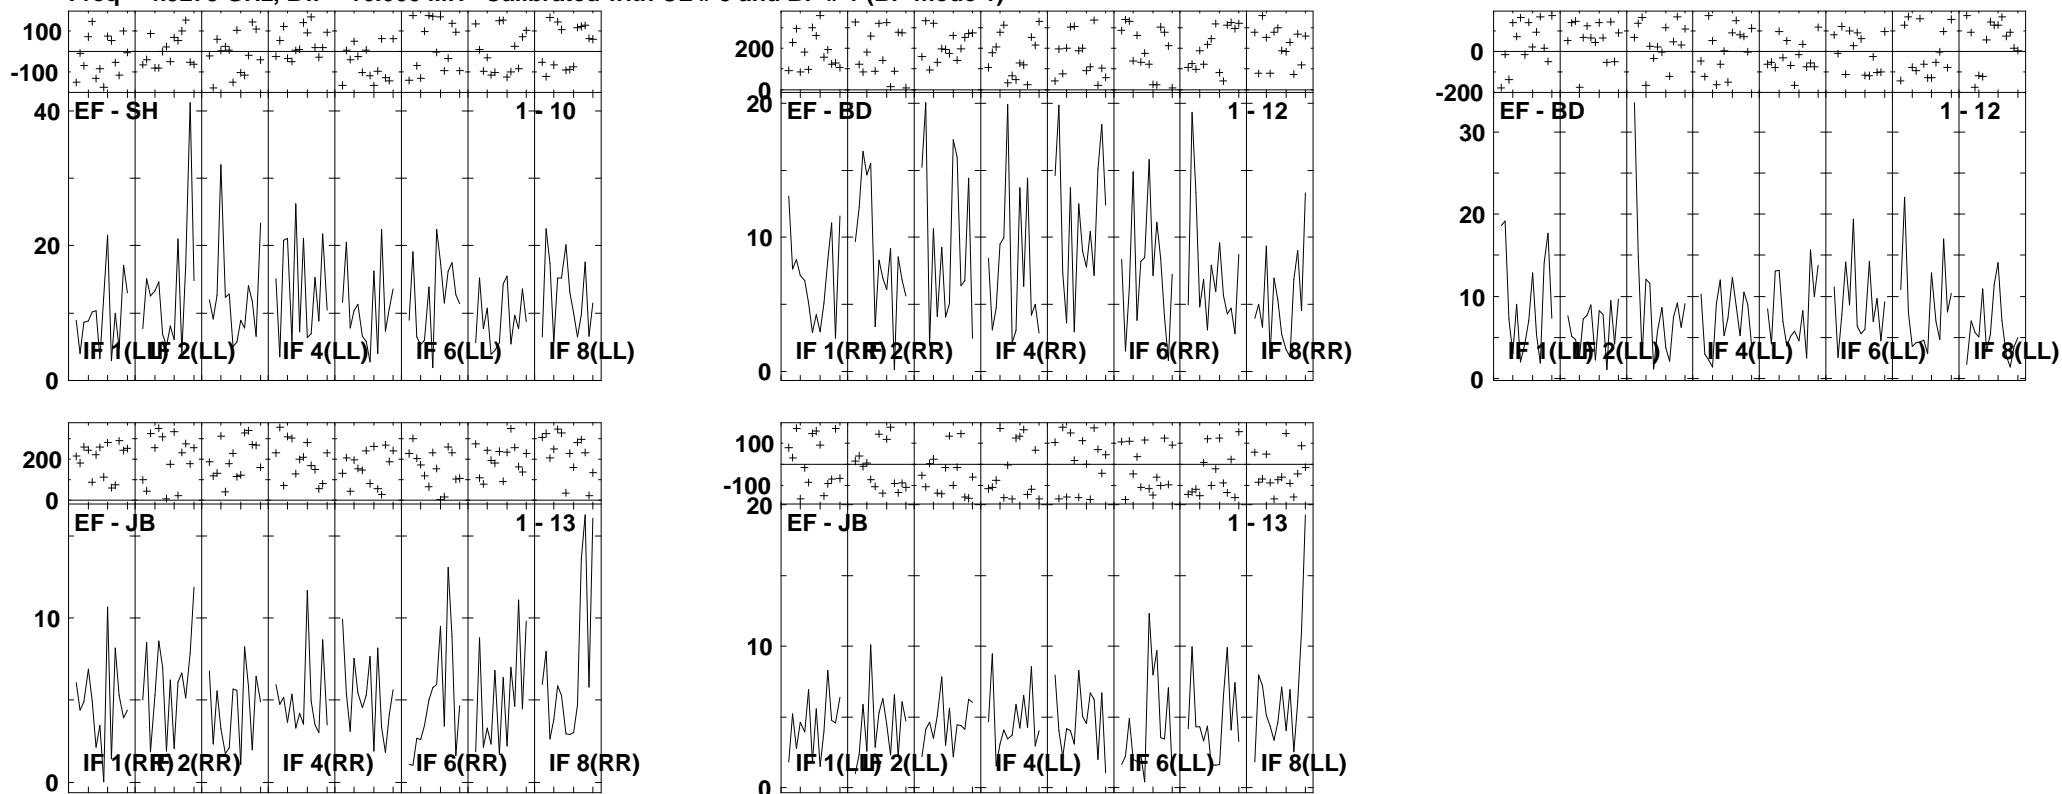 100
-100
40
EF - SH
1 - 10
20
IF 1(LL)
IF 2(LL)
IF 4(LL)
IF 6(LL)
IF 8(LL)
0
200
0
20
EF - BD
1 - 12
10
IF 1(RR)
IF 2(RR)
IF 4(RR)
IF 6(RR)
IF 8(RR)
0
0
-200
EF - BD
1 - 12
30
20
10
IF 1(LL)
IF 2(LL)
IF 4(LL)
IF 6(LL)
IF 8(LL)
0
200
0
EF - JB
1 - 13
10
IF 1(RR)
IF 2(RR)
IF 4(RR)
IF 6(RR)
IF 8(RR)
0
100
-100
20
EF - JB
1 - 13
10
IF 1(LL)
IF 2(LL)
IF 4(LL)
IF 6(LL)
IF 8(LL)
0